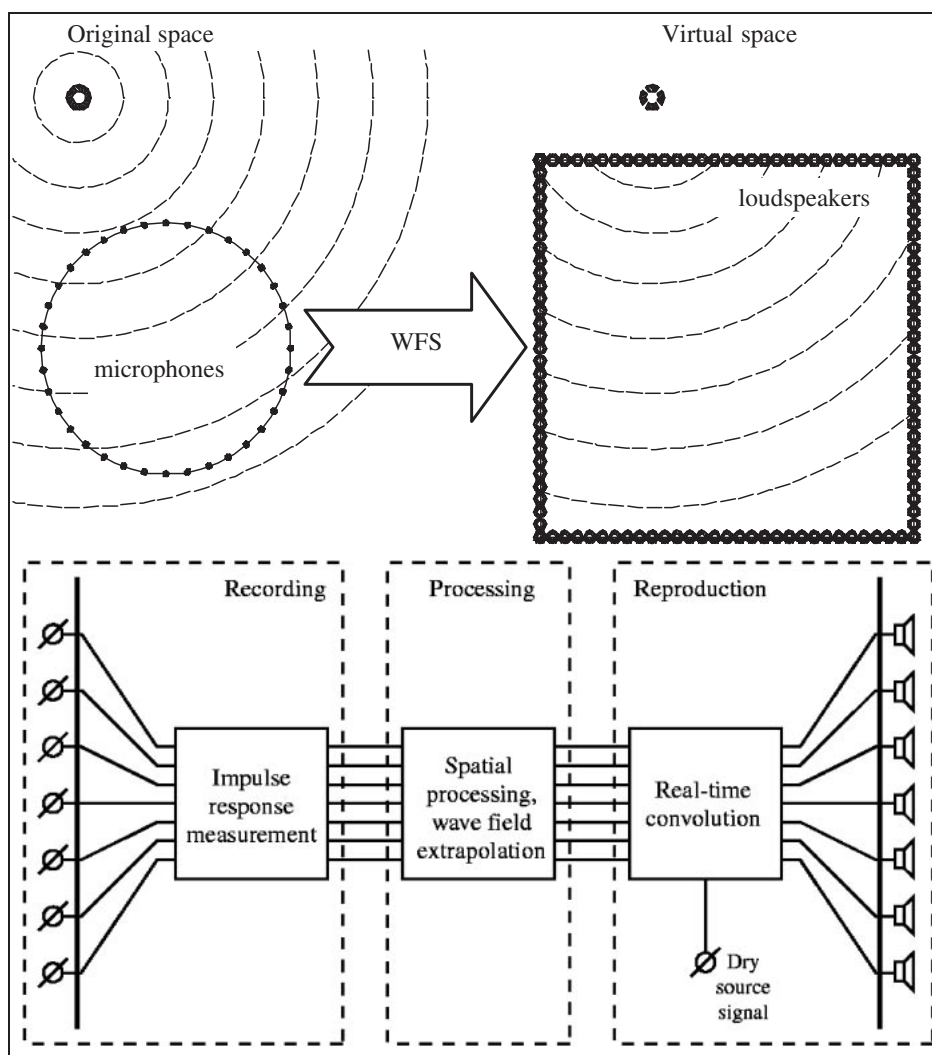 Original space
Virtual space
loudspeakers
WFS
microphones
Recording
Processing
Reproduction
Impulse
response
measurement
Spatial
processing,
wave field
extrapolation
Real-time
convolution
Dry
source
signal